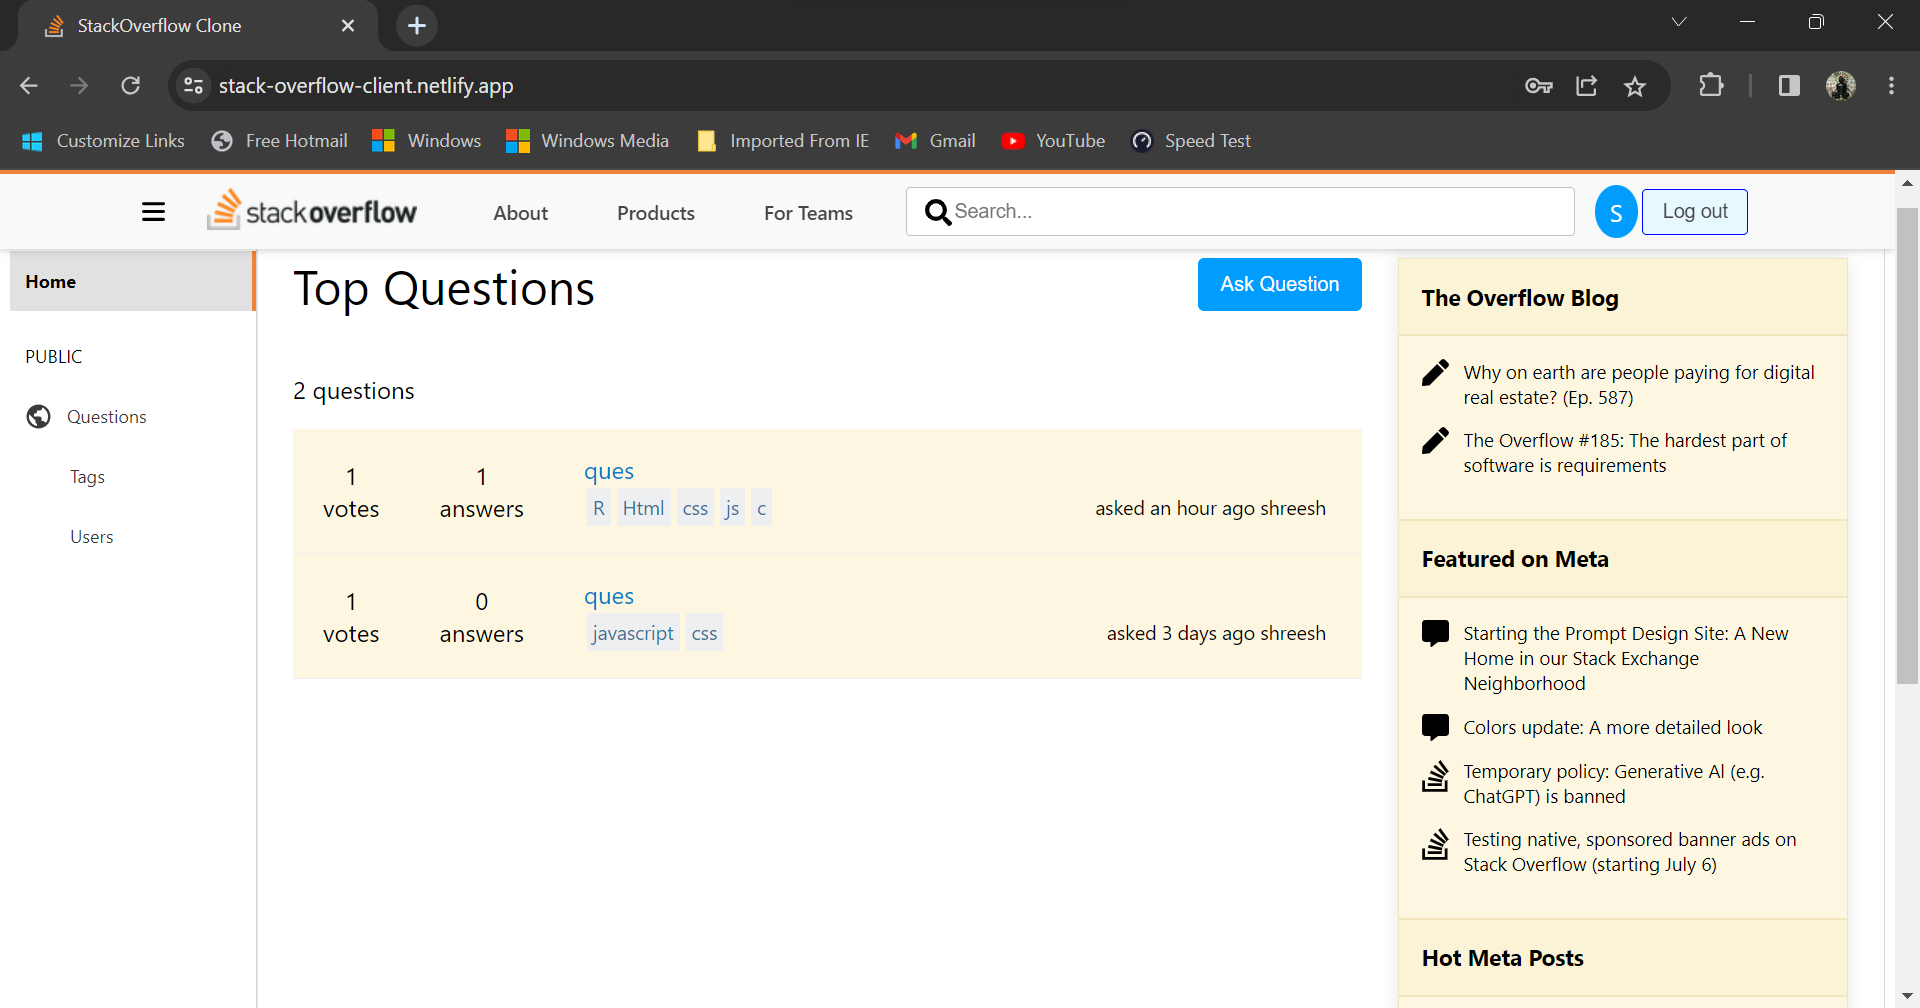 StackOverflow Clone
stack-overflow-client.netlify.app
Customize Links Free Hotmail Windows Windows Media Imported From IE Gmail YouTube Speed Test
stackoverflow About Products For Teams Search... S Log out
Home
PUBLIC
Questions
Tags
Users
Top Questions
Ask Question
2 questions
1 votes
1 answers
ques
R Html css js c
asked an hour ago shreesh
1 votes
0 answers
ques
javascript css
asked 3 days ago shreesh
The Overflow Blog
Why on earth are people paying for digital
real estate? (Ep. 587)
The Overflow #185: The hardest part of
software is requirements
Featured on Meta
Starting the Prompt Design Site: A New
Home in our Stack Exchange
Neighborhood
Colors update: A more detailed look
Temporary policy: Generative Al (e.g.
ChatGPT) is banned
Testing native, sponsored banner ads on
Stack Overflow (starting July 6)
Hot Meta Posts